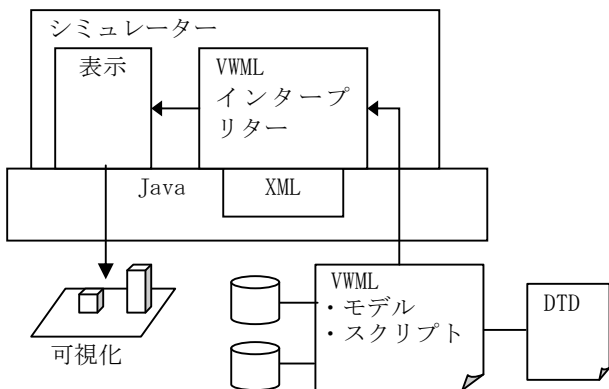 シミュレーター
表示
VWML
インタープ
リター
Java
XML
VWML
・モデル
・スクリプト
DTD
可視化